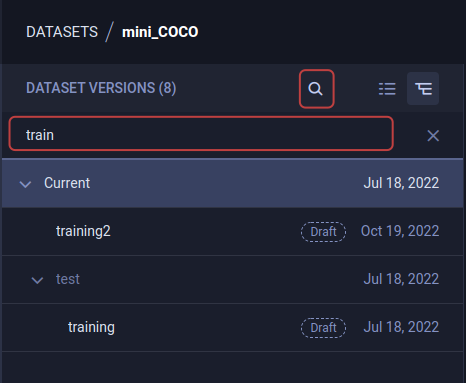 DATASETS / mini_COCO
DATASET VERSIONS (8)
train
Current Jul 18, 2022
training2 Draft Oct 19, 2022
test Jul 18, 2022
training Draft Jul 18, 2022